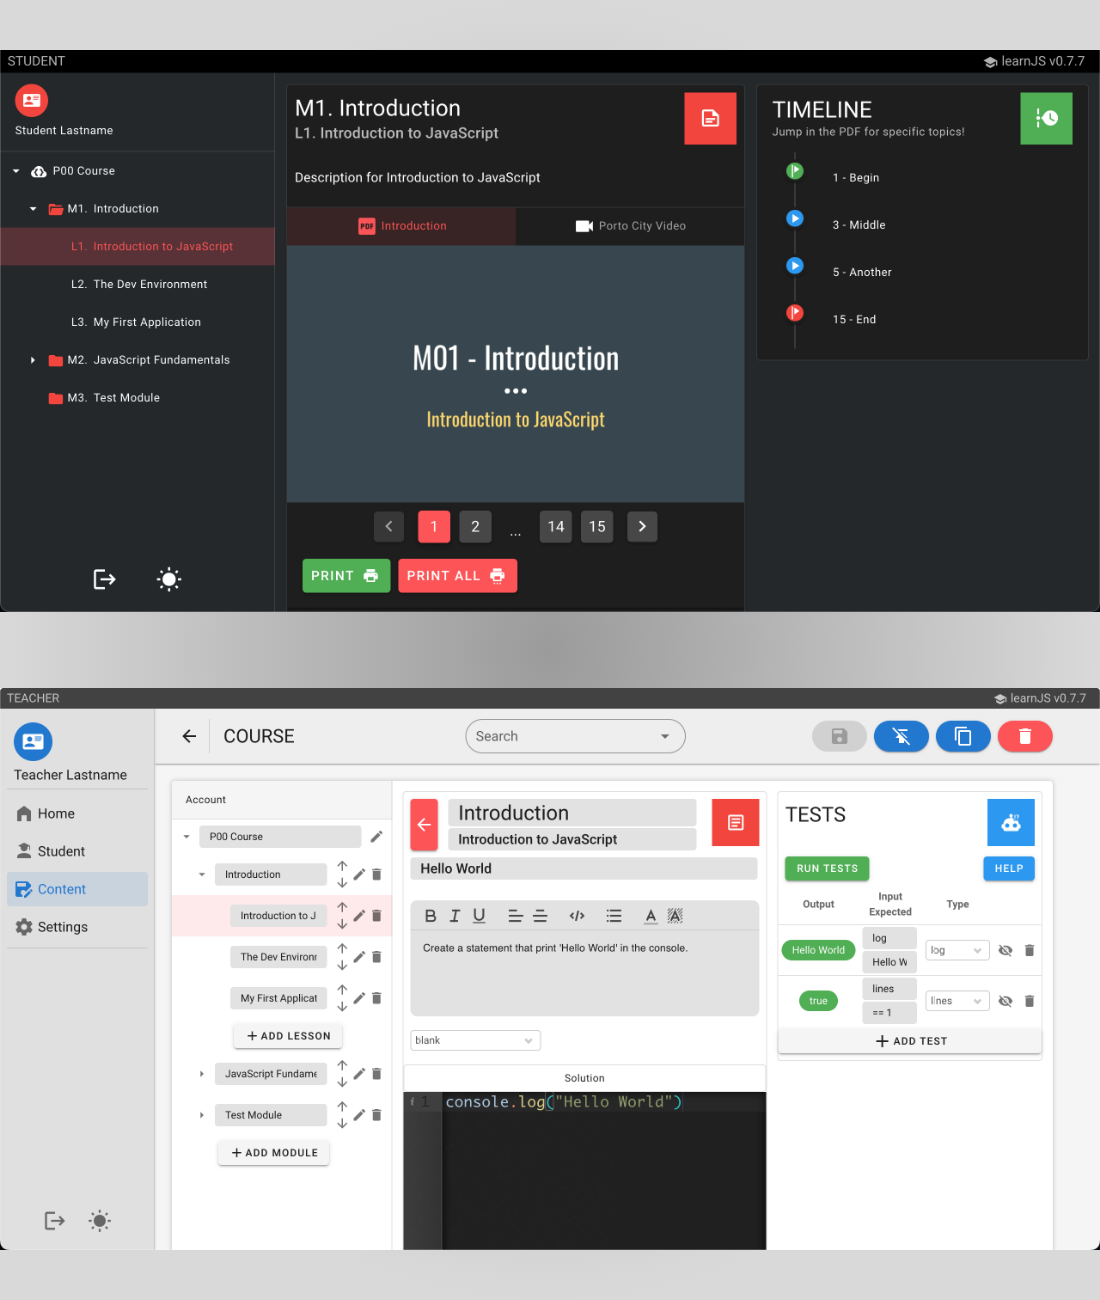 STUDENT
learnJS v0.7.7
Student Lastname
P00 Course
M1. Introduction
L1. Introduction to JavaScript
L2. The Dev Environment
L3. My First Application
M2. JavaScript Fundamentals
M3. Test Module
M1. Introduction
L1. Introduction to JavaScript
Description for Introduction to JavaScript
PDF Introduction
Porto City Video
M01 - Introduction
Introduction to JavaScript
1 2 ... 14 15
PRINT
PRINT ALL
TIMELINE
Jump in the PDF for specific topics!
1 - Begin
3 - Middle
5 - Another
15 - End
TEACHER
learnJS v0.7.7
Teacher Lastname
Home
Student
Content
Settings
COURSE
Search
Account
P00 Course
Introduction
Introduction to J
The Dev Environr
My First Applicat
+ ADD LESSON
JavaScript Fundame
Test Module
+ ADD MODULE
Introduction
Introduction to JavaScript
Hello World
B I U </> A A
Create a statement that print 'Hello World' in the console.
blank
Solution
1 console.log("Hello World")
TESTS
RUN TESTS
HELP
Output
Input
Expected
Type
Hello World
log
Hello W
log
true
lines
== 1
lines
+ ADD TEST